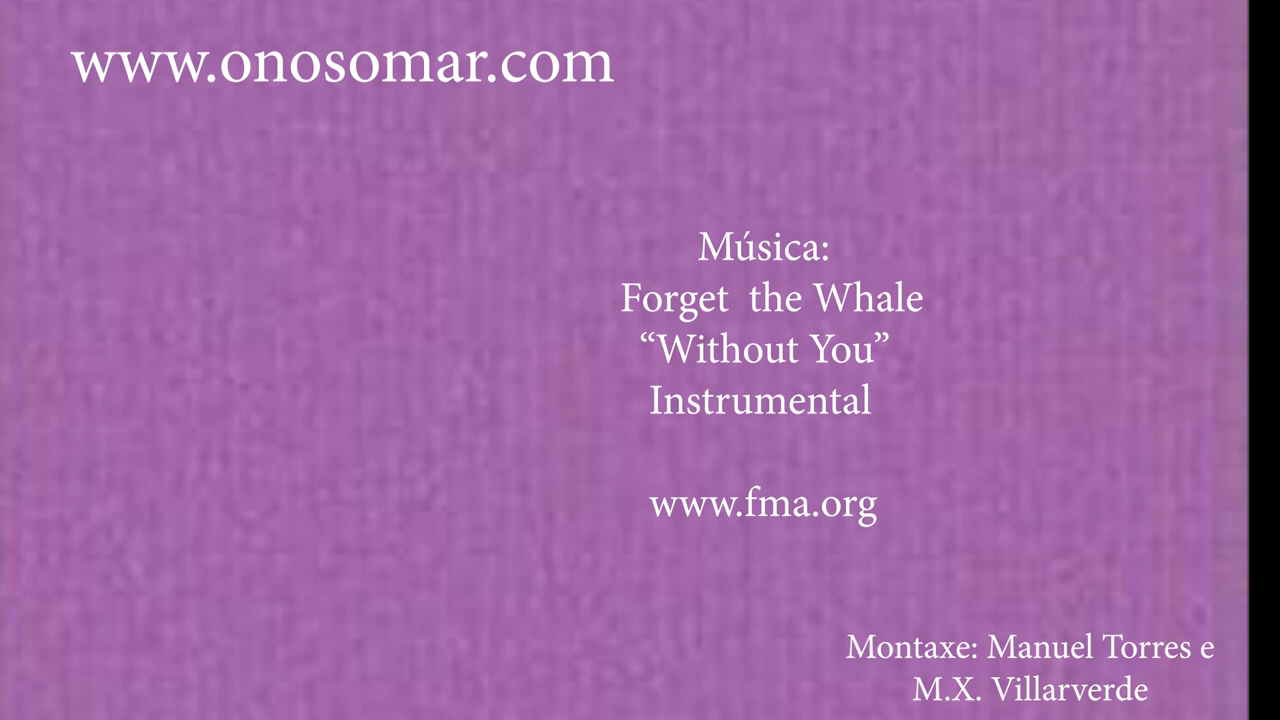 www.onosomar.com
Música:
Forget the Whale
“Without You”
Instrumental
www.fma.org
Montaxe: Manuel Torres e
M.X. Villarverde